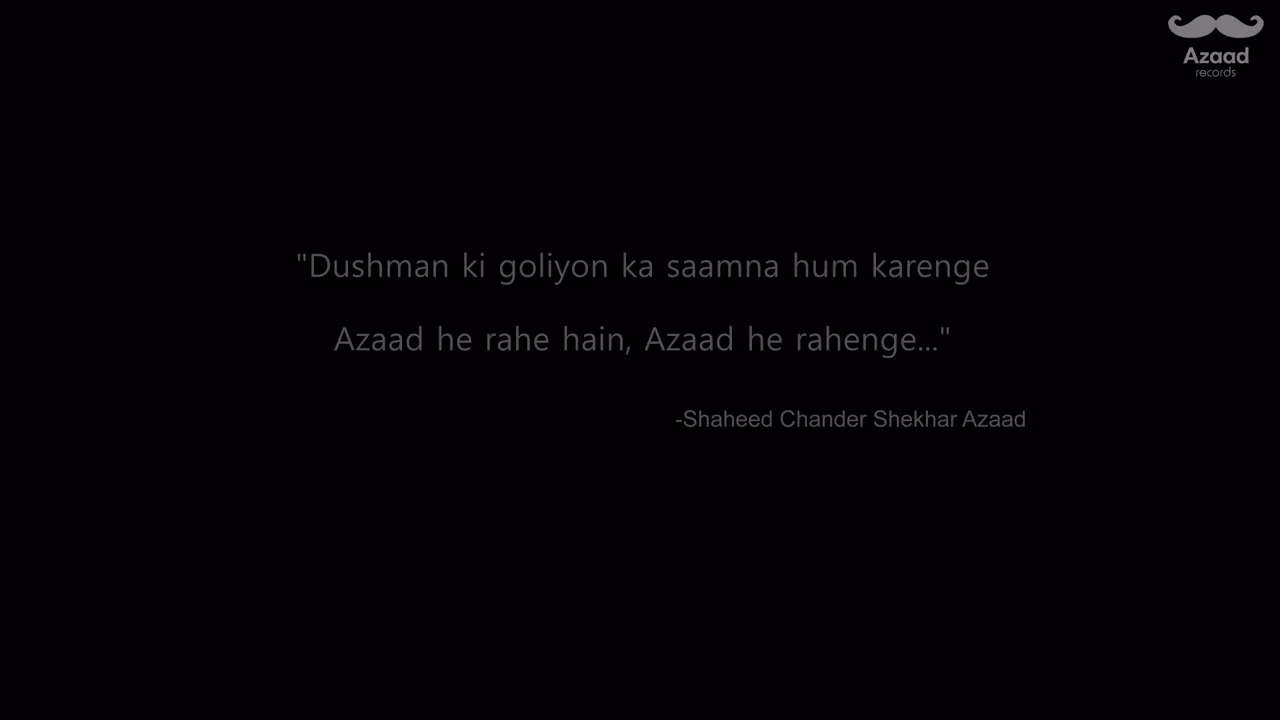 Azaad
records
"Dushman ki goliyon ka saamna hum karenge
Azaad he rahe hain, Azaad he rahenge..."
-Shaheed Chander Shekhar Azaad